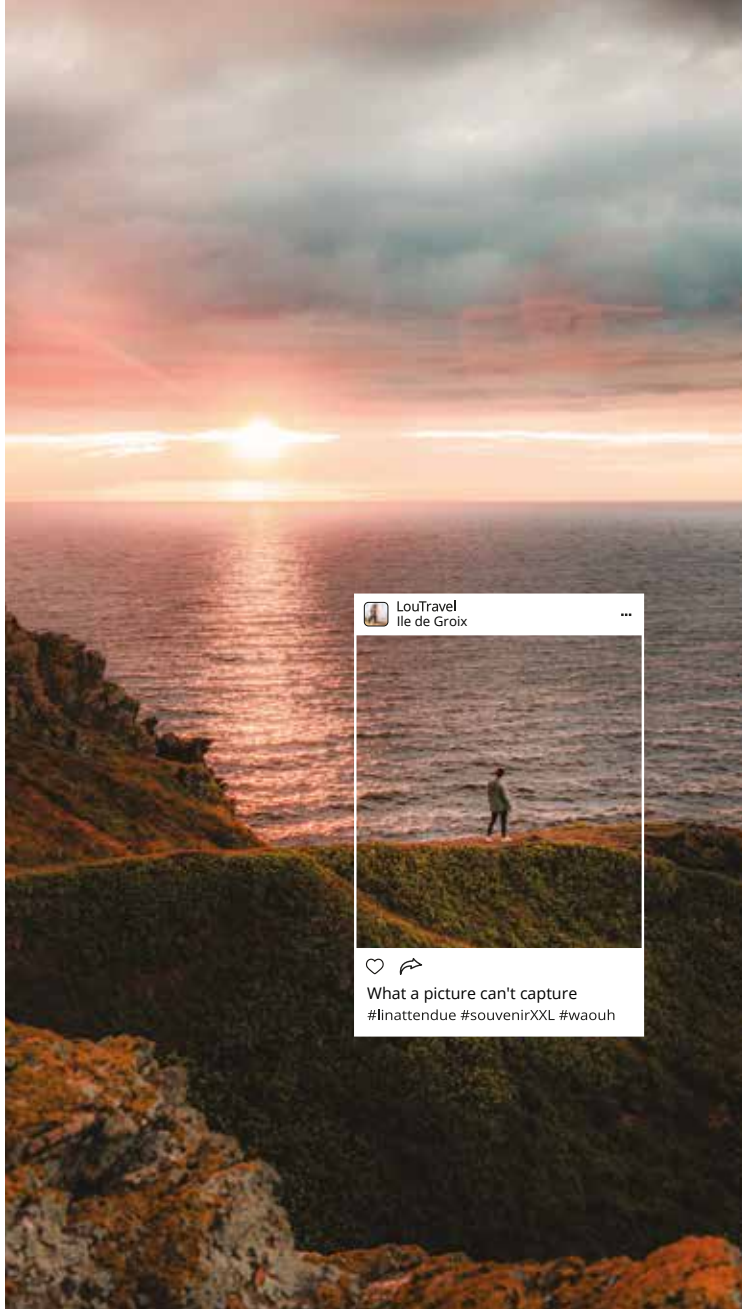 LouTravel
Ile de Groix
What a picture can't capture
#linattendue #souvenirXXL #waouh